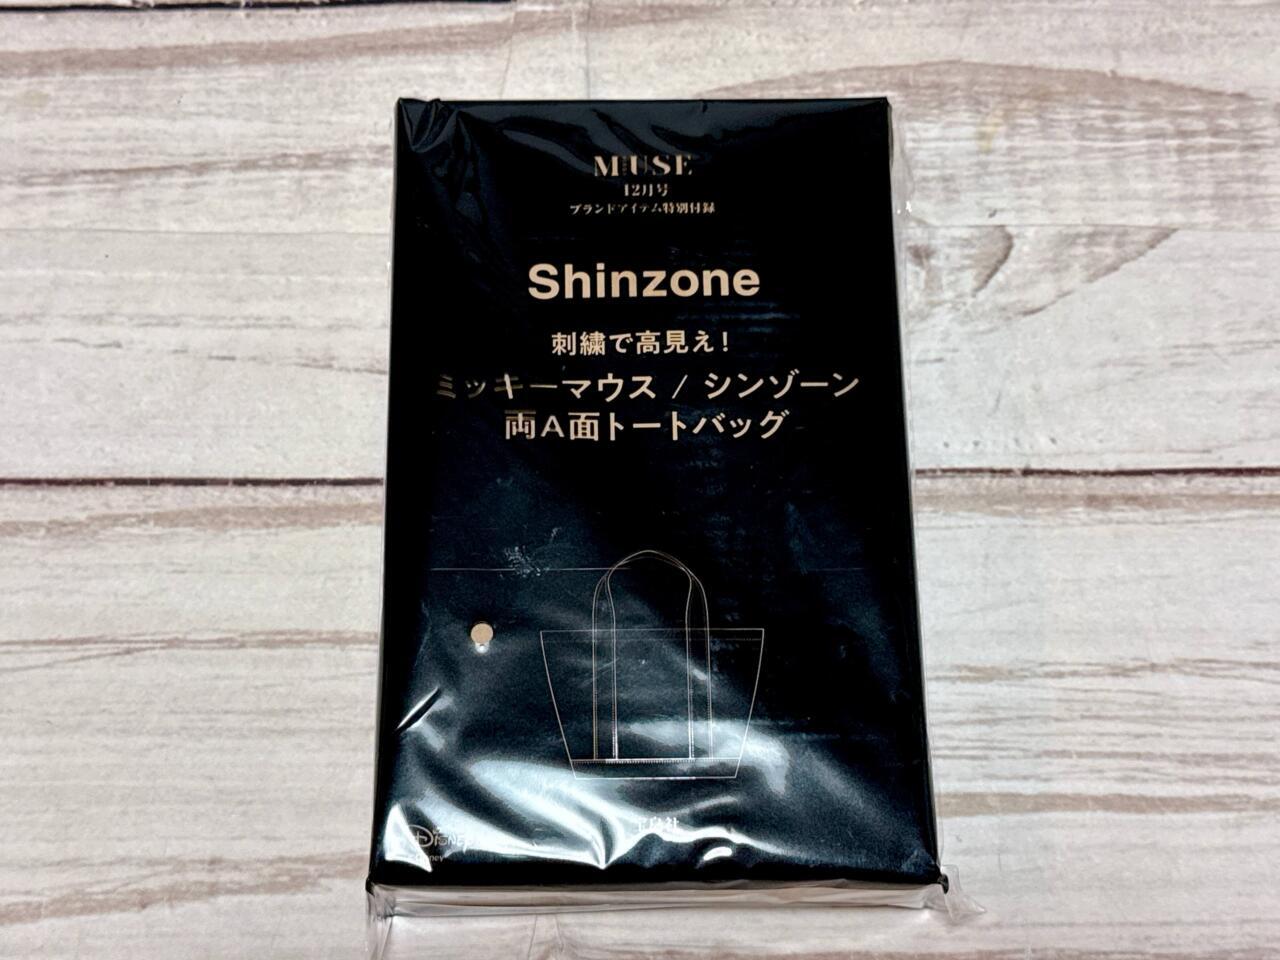 MUSE
12月号
ブランドアイテム特別付録
Shinzone
刺繍で高見え!
ミッキーマウス / シンゾーン
両A面トートバッグ
宝島社
Disney